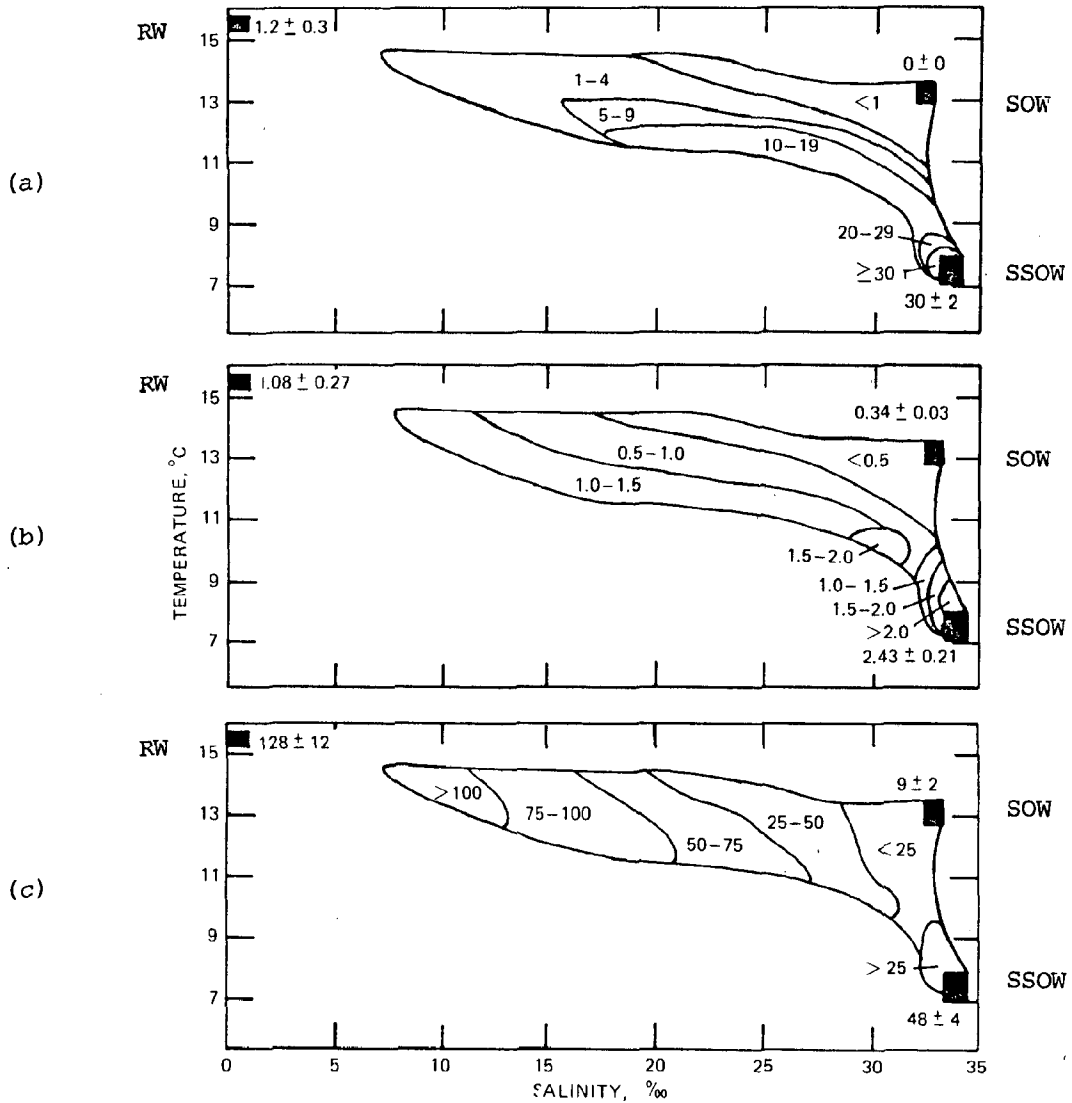 (a)
RW
1.2 ± 0.3
15
13
11
9
7
0 ± 0
SOW
<1
1-4
5-9
10-19
20-29
≥30
30 ± 2
SSOW
(b)
RW
1.08 ± 0.27
15
13
11
9
7
TEMPERATURE, °C
0.34 ± 0.03
SOW
<0.5
0.5-1.0
1.0-1.5
1.5-2.0
1.0-1.5
1.5-2.0
>2.0
2.43 ± 0.21
SSOW
(c)
RW
128 ± 12
15
13
11
9
7
9 ± 2
SOW
>100
75-100
50-75
25-50
<25
>25
48 ± 4
SSOW
0 5 10 15 20 25 30 35
SALINITY, ‰